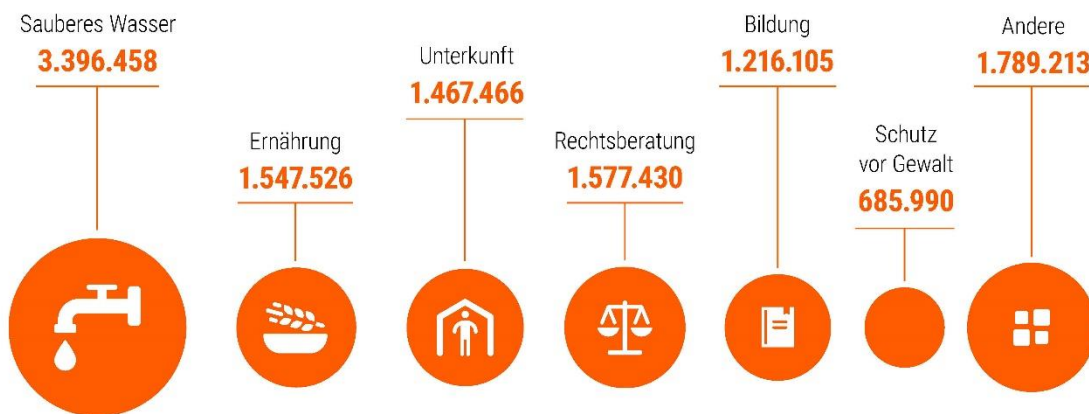 Sauberes Wasser
3.396.458
Ernährung
1.547.526
Unterkunft
1.467.466
Rechtsberatung
1.577.430
Bildung
1.216.105
Schutz
vor Gewalt
685.990
Andere
1.789.213